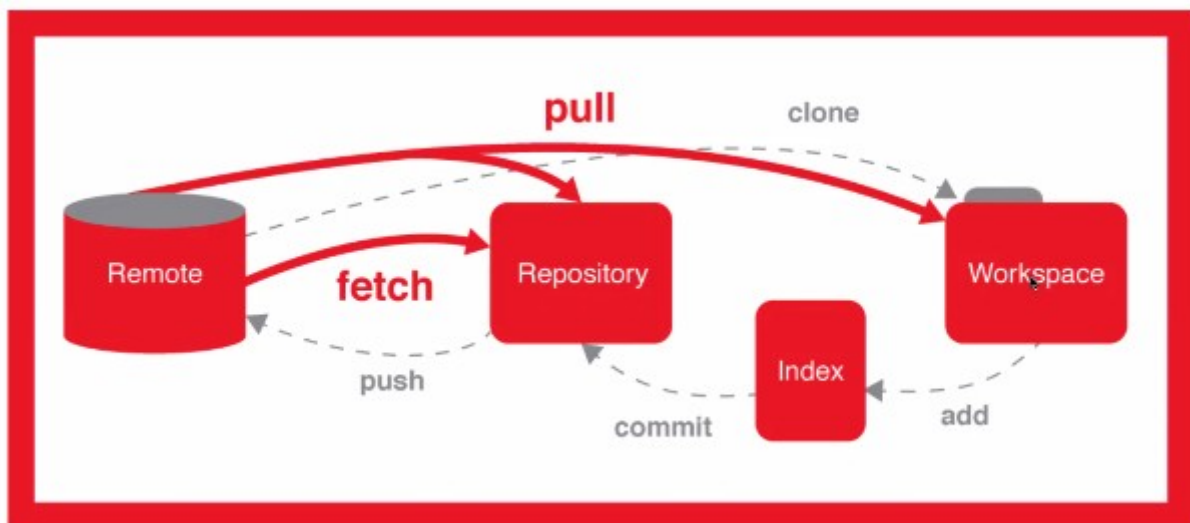 pull
clone
Remote
fetch
Repository
Workspace
push
Index
commit
add